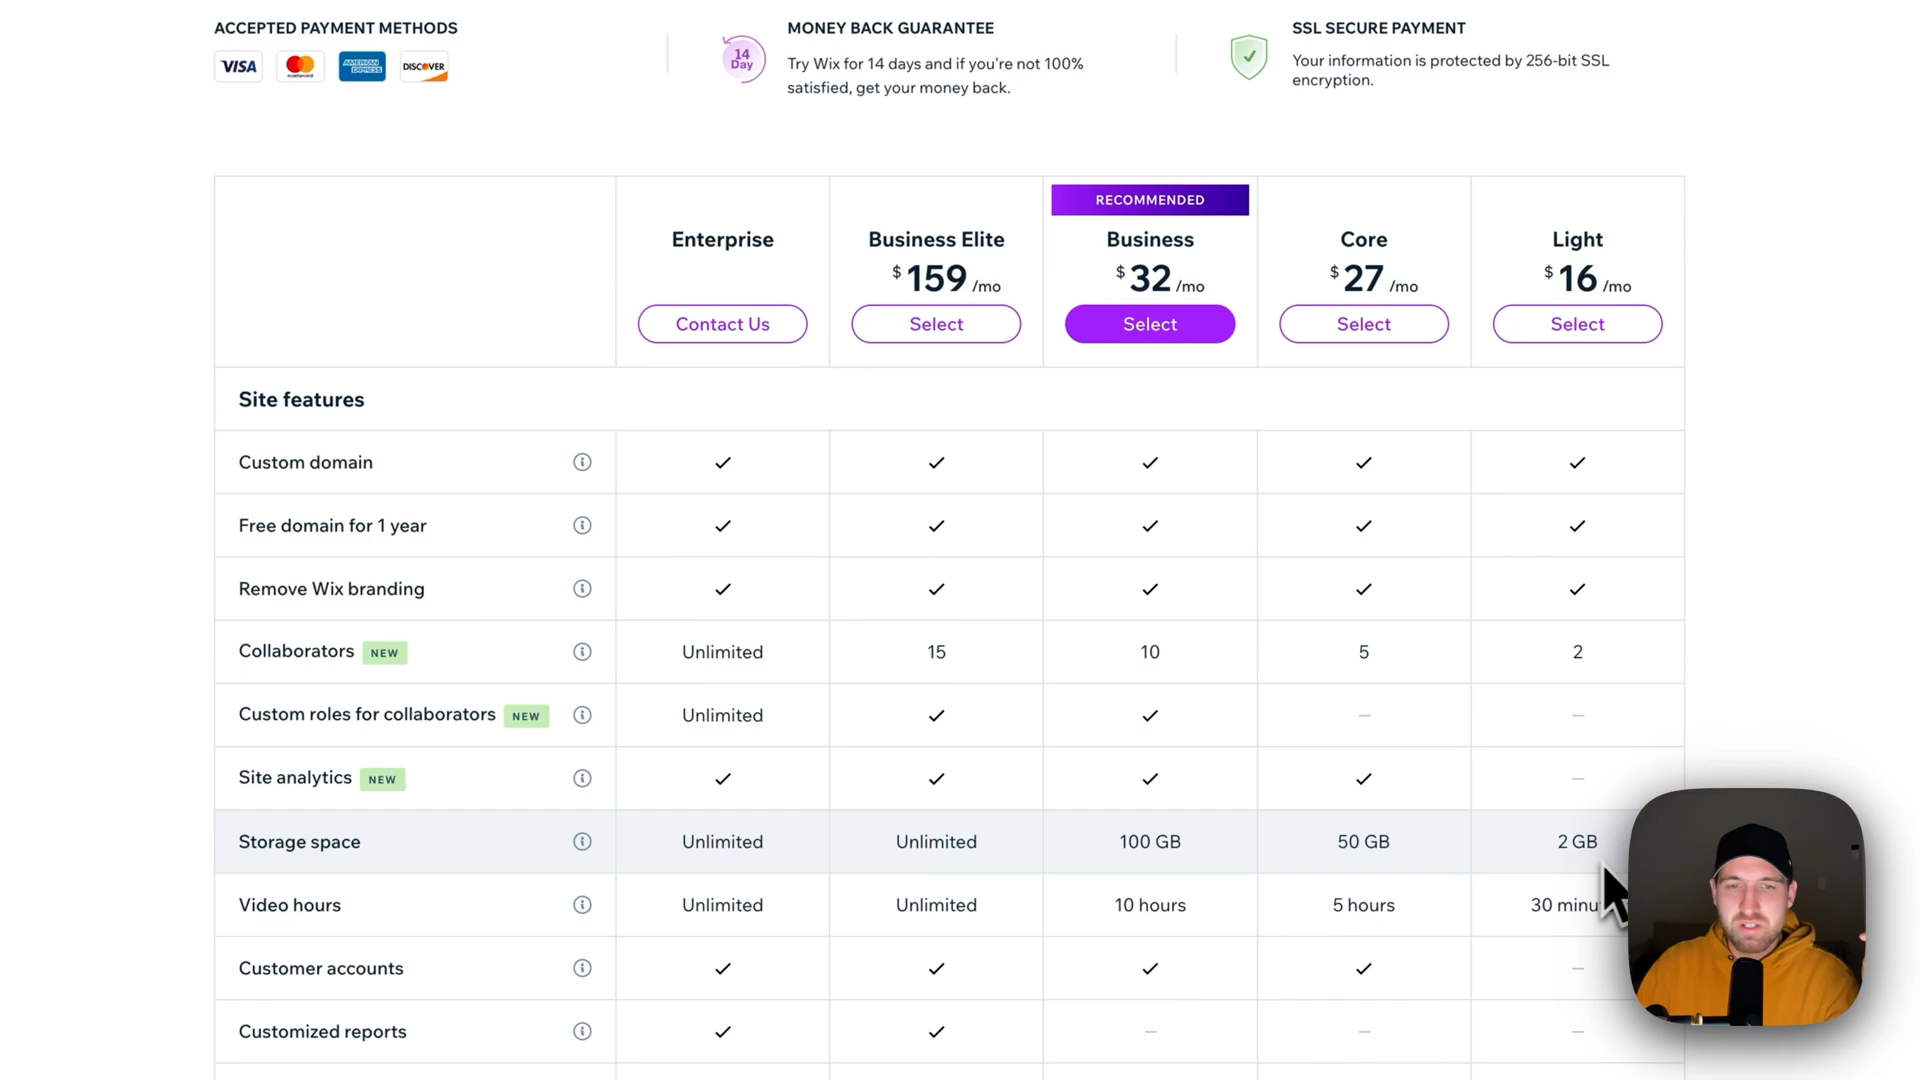 ACCEPTED PAYMENT METHODS
VISA
mastercard
AMERICAN EXPRESS
DISCOVER
14 Day
MONEY BACK GUARANTEE
Try Wix for 14 days and if you're not 100%
satisfied, get your money back.
SSL SECURE PAYMENT
Your information is protected by 256-bit SSL
encryption.
RECOMMENDED
Enterprise Business Elite Business Core Light
$ 159 /mo $ 32 /mo $ 27 /mo $ 16 /mo
Contact Us Select Select Select Select
Site features
Custom domain
Free domain for 1 year
Remove Wix branding
Collaborators NEW Unlimited 15 10 5 2
Custom roles for collaborators NEW Unlimited
Site analytics NEW
Storage space Unlimited Unlimited 100 GB 50 GB 2 GB
Video hours Unlimited Unlimited 10 hours 5 hours 30 minu
Customer accounts
Customized reports